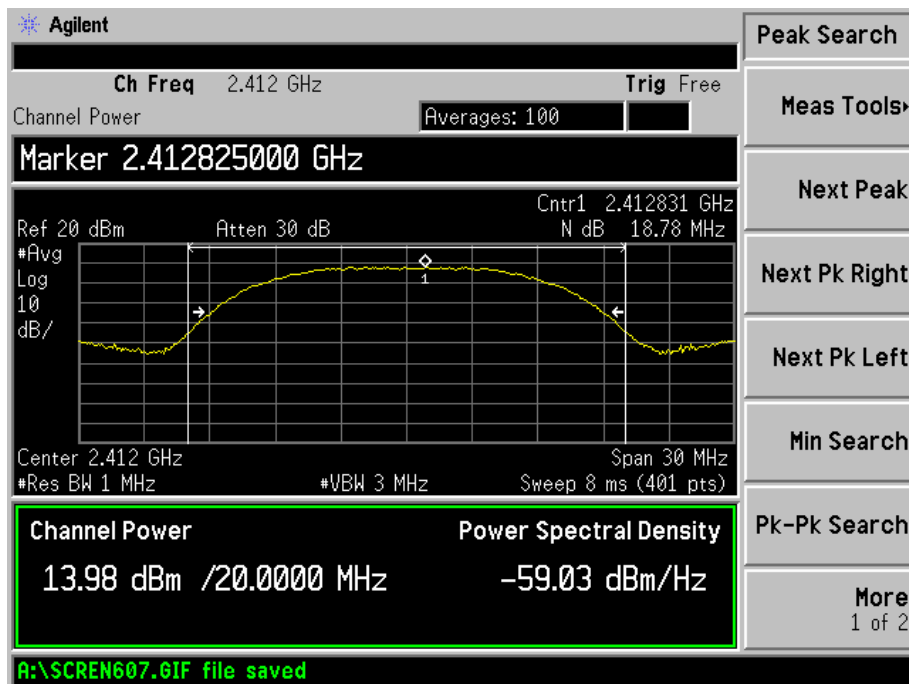 Agilent
Peak Search
Ch Freq 2.412 GHz Trig Free
Channel Power Averages: 100
Meas Tools
Marker 2.412825000 GHz
Next Peak
Cntr1 2.412831 GHz
Ref 20 dBm Atten 30 dB N dB 18.78 MHz
#Avg
Log
10
dB/
1
Next Pk Right
Next Pk Left
Min Search
Center 2.412 GHz Span 30 MHz
#Res BW 1 MHz #VBW 3 MHz Sweep 8 ms (401 pts)
Channel Power Power Spectral Density
Pk-Pk Search
13.98 dBm /20.0000 MHz -59.03 dBm/Hz
More
1 of 2
A:\SCREN607.GIF file saved